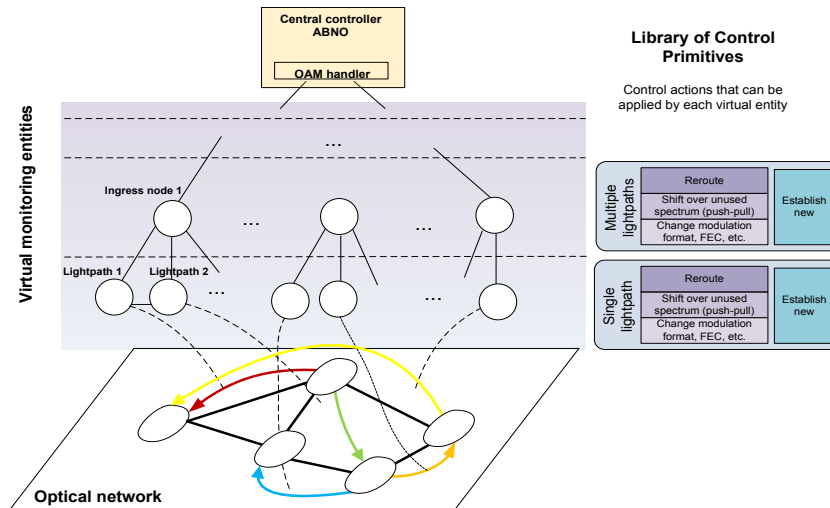 Central controller
ABNO
OAM handler
Library of Control
Primitives
Control actions that can be
applied by each virtual entity
Virtual monitoring entities
...
Ingress node 1
...
...
Lightpath 1
Lightpath 2
...
...
...
Multiple
lightpaths
Reroute
Shift over unused
spectrum (push-pull)
Change modulation
format, FEC, etc.
Establish
new
Single
lightpath
Reroute
Shift over unused
spectrum (push-pull)
Change modulation
format, FEC, etc.
Establish
new
Optical network